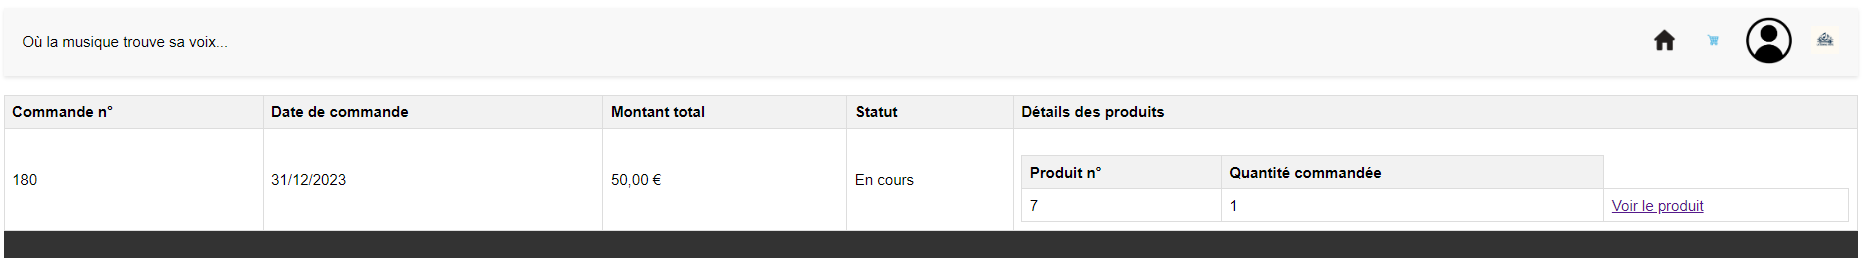 Où la musique trouve sa voix...
Commande n° Date de commande Montant total Statut Détails des produits
Produit n° Quantité commandée
180 31/12/2023 50,00 € En cours
7 1 Voir le produit